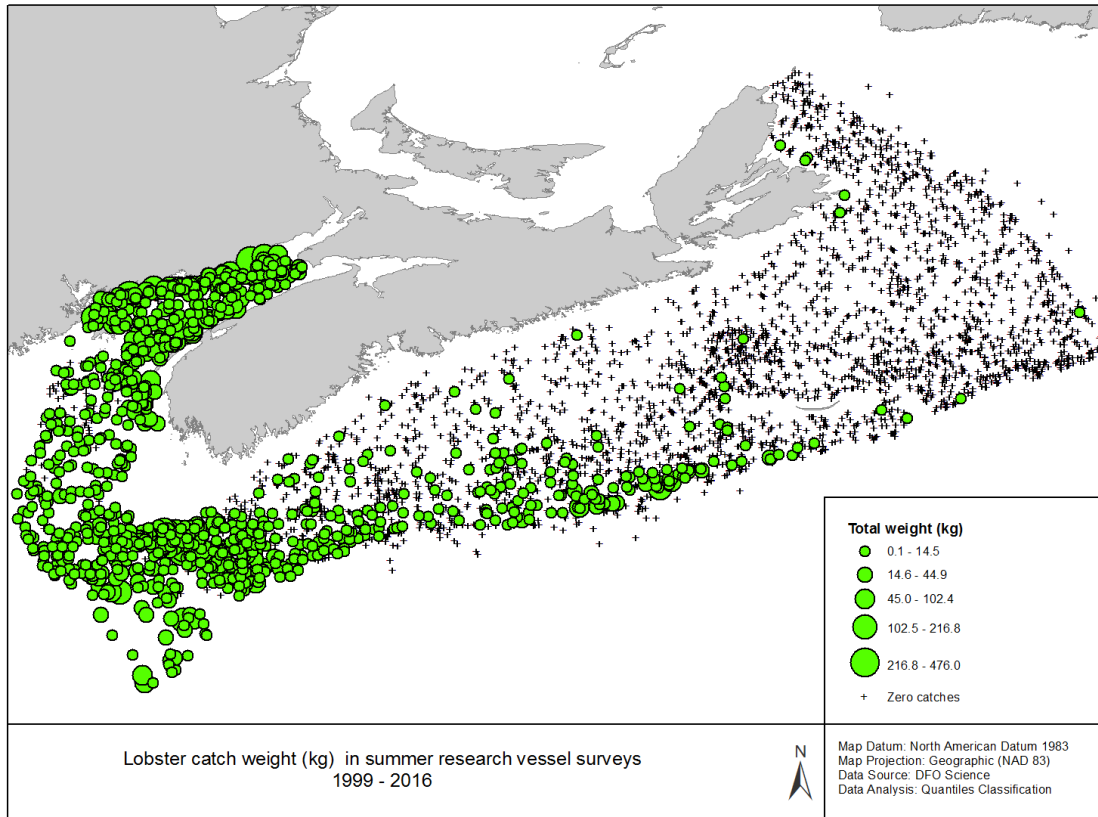 Total weight (kg)
0.1 - 14.5
14.6 - 44.9
45.0 - 102.4
102.5 - 216.8
216.8 - 476.0
Zero catches
Lobster catch weight (kg) in summer research vessel surveys
1999 - 2016
N
Map Datum: North American Datum 1983
Map Projection: Geographic (NAD 83)
Data Source: DFO Science
Data Analysis: Quantiles Classification